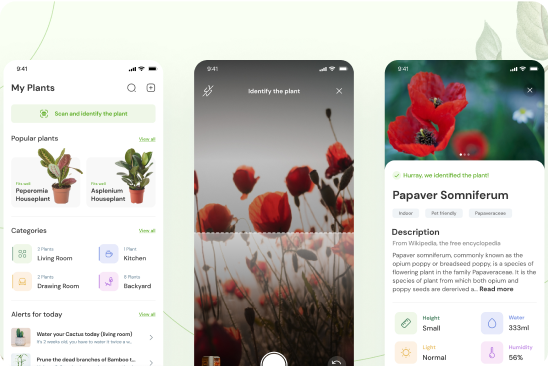 9:41
My Plants
Scan and identify the plant
Popular plants
View all
Fits well
Peperomia
Houseplant
Fits well
Asplenium
Houseplant
Categories
View all
Living Room
1 Plant
Kitchen
2 Plants
Drawing Room
Backyard
Alerts for today
View all
Water your Cactus today (living room)
It's 2 weeks old, you have to water it twice a w...
Prune the dead branches of Bamboo t...
9:41
Identify the plant
9:41
Hurray, we identified the plant!
Papaver Somniferum
Indoor
Pet friendly
Papaveraceae
Description
From Wikipedia, the free encyclopedia
Papaver somniferum, commonly known as the
opium poppy or breadseed poppy, is a species of
flowering plant in the family Papaveraceae. It is the
species of plant from which both opium and
poppy seeds are derived a... Read more
Height
Small
Water
333ml
Light
Normal
Humidity
56%